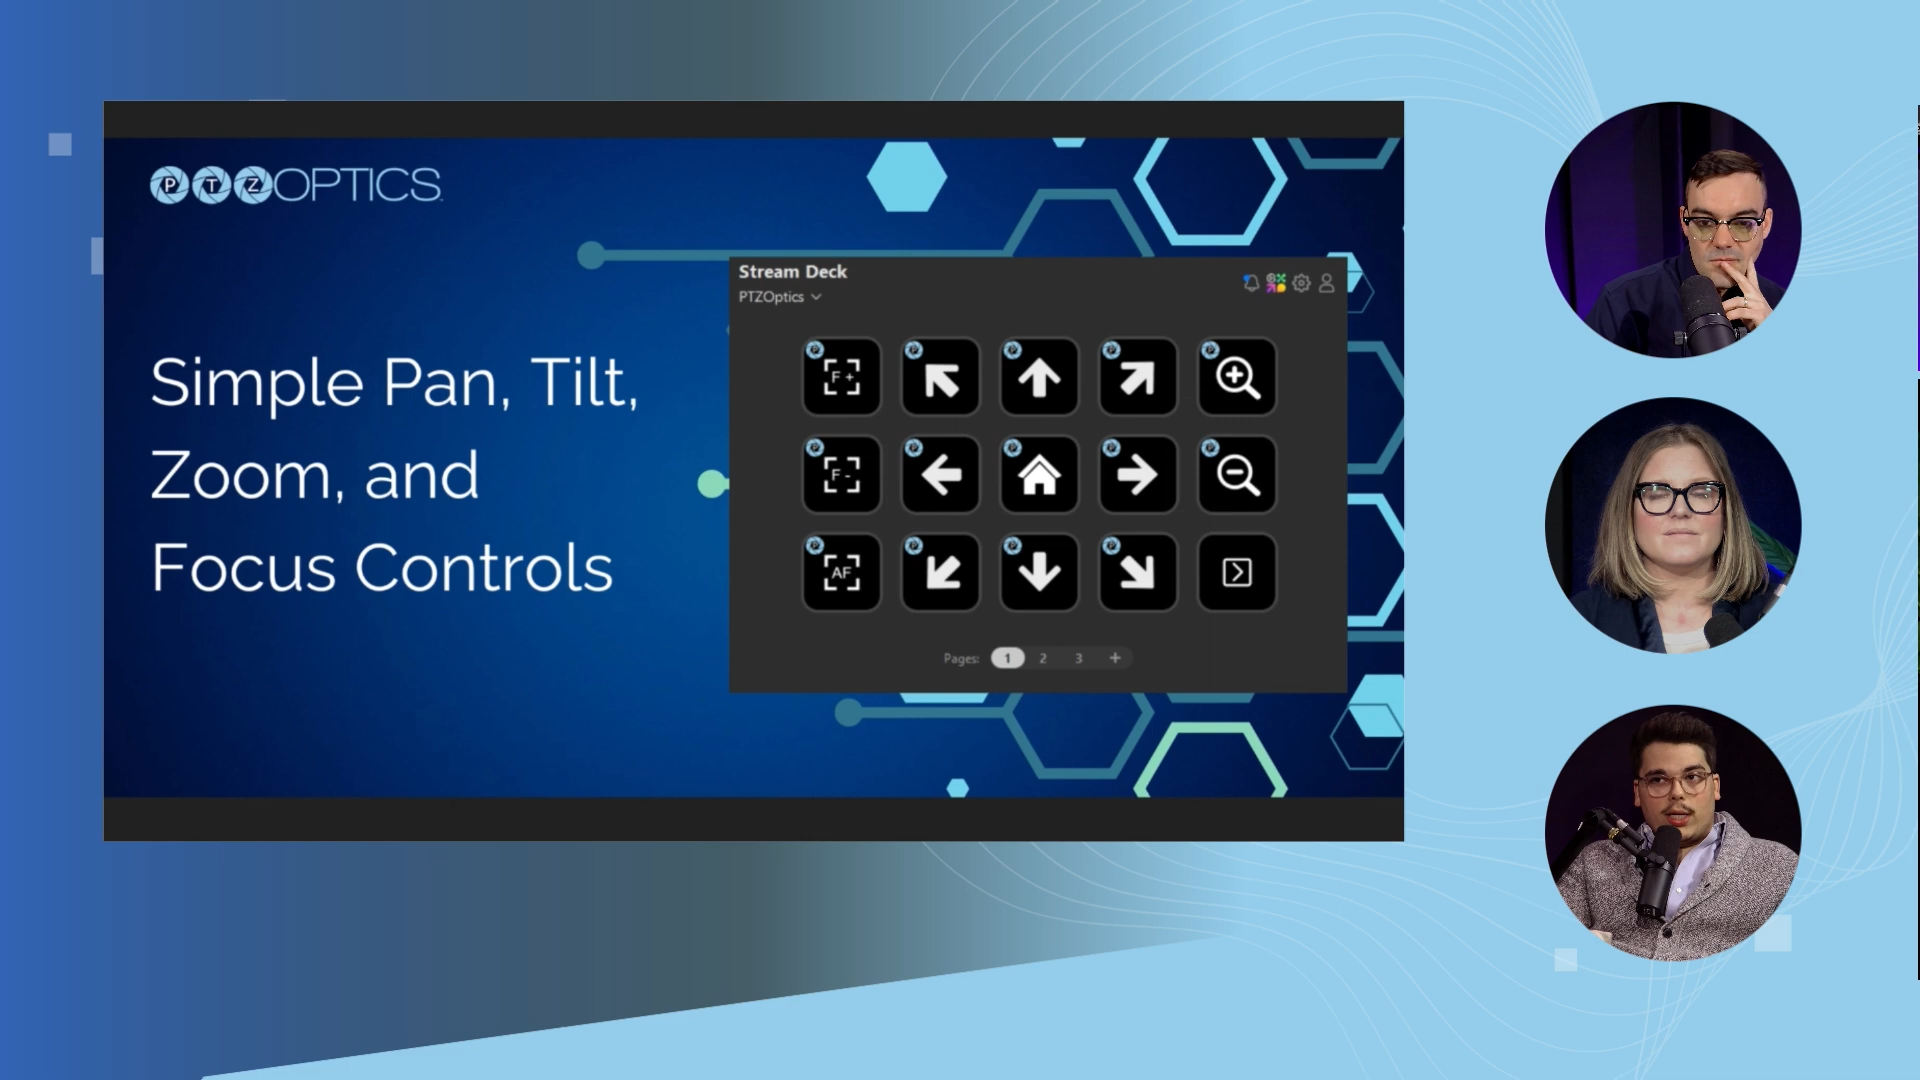 PTZOPTICS
Simple Pan, Tilt,
Zoom, and
Focus Controls
Stream Deck
PTZOptics
F+
F-
AF
Pages: 1 2 3 +